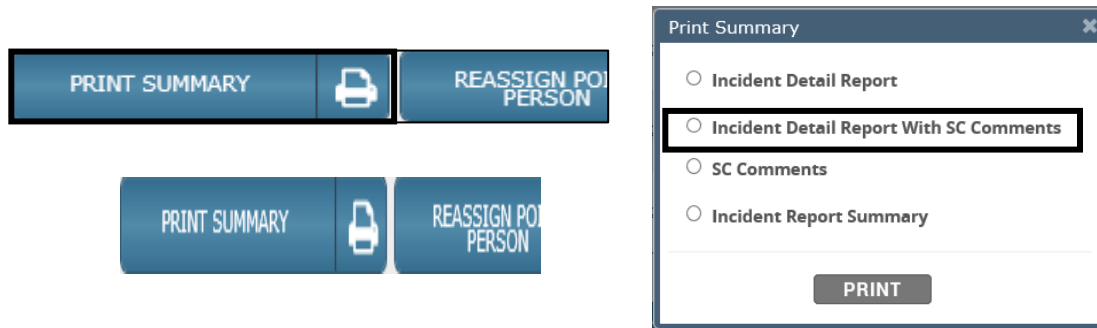 PRINT SUMMARY
REASSIGN POI
PERSON
PRINT SUMMARY
REASSIGN POI
PERSON
Print Summary
Incident Detail Report
Incident Detail Report With SC Comments
SC Comments
Incident Report Summary
PRINT